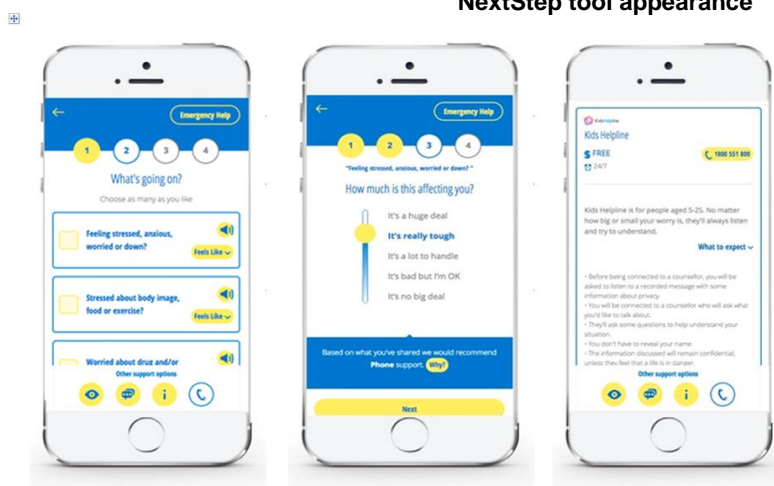 NextStep tool appearance
Emergency Help
1 2 3 4
What's going on?
Choose as many as you like
Feeling stressed, anxious,
worried or down?
Feels Like
Stressed about body image,
food or exercise?
Feels Like
Worried about drug and/or
Other support options
Emergency Help
1 2 3 4
"Feeling stressed, anxious, worried or down? "
How much is this affecting you?
It's a huge deal
It's really tough
It's a lot to handle
It's bad but I'm OK
It's no big deal
Based on what you've shared we would recommend
Phone support. Why?
Next
Kids Helpline
Kids Helpline
$ FREE
1800 551 800
24/7
Kids Helpline is for people aged 5-25. No matter
how big or small your worry is, they'll always listen
and try to understand.
What to expect
• Before being connected to a counsellor, you will be
asked to listen to a recorded message with some
information about privacy.
• You will be connected to a counsellor who will ask what
you'd like to talk about.
• They'll ask some questions to help understand your
situation.
• You don't have to reveal your name.
• The information discussed will remain confidential,
unless they feel that a life is in danger.
Other support options